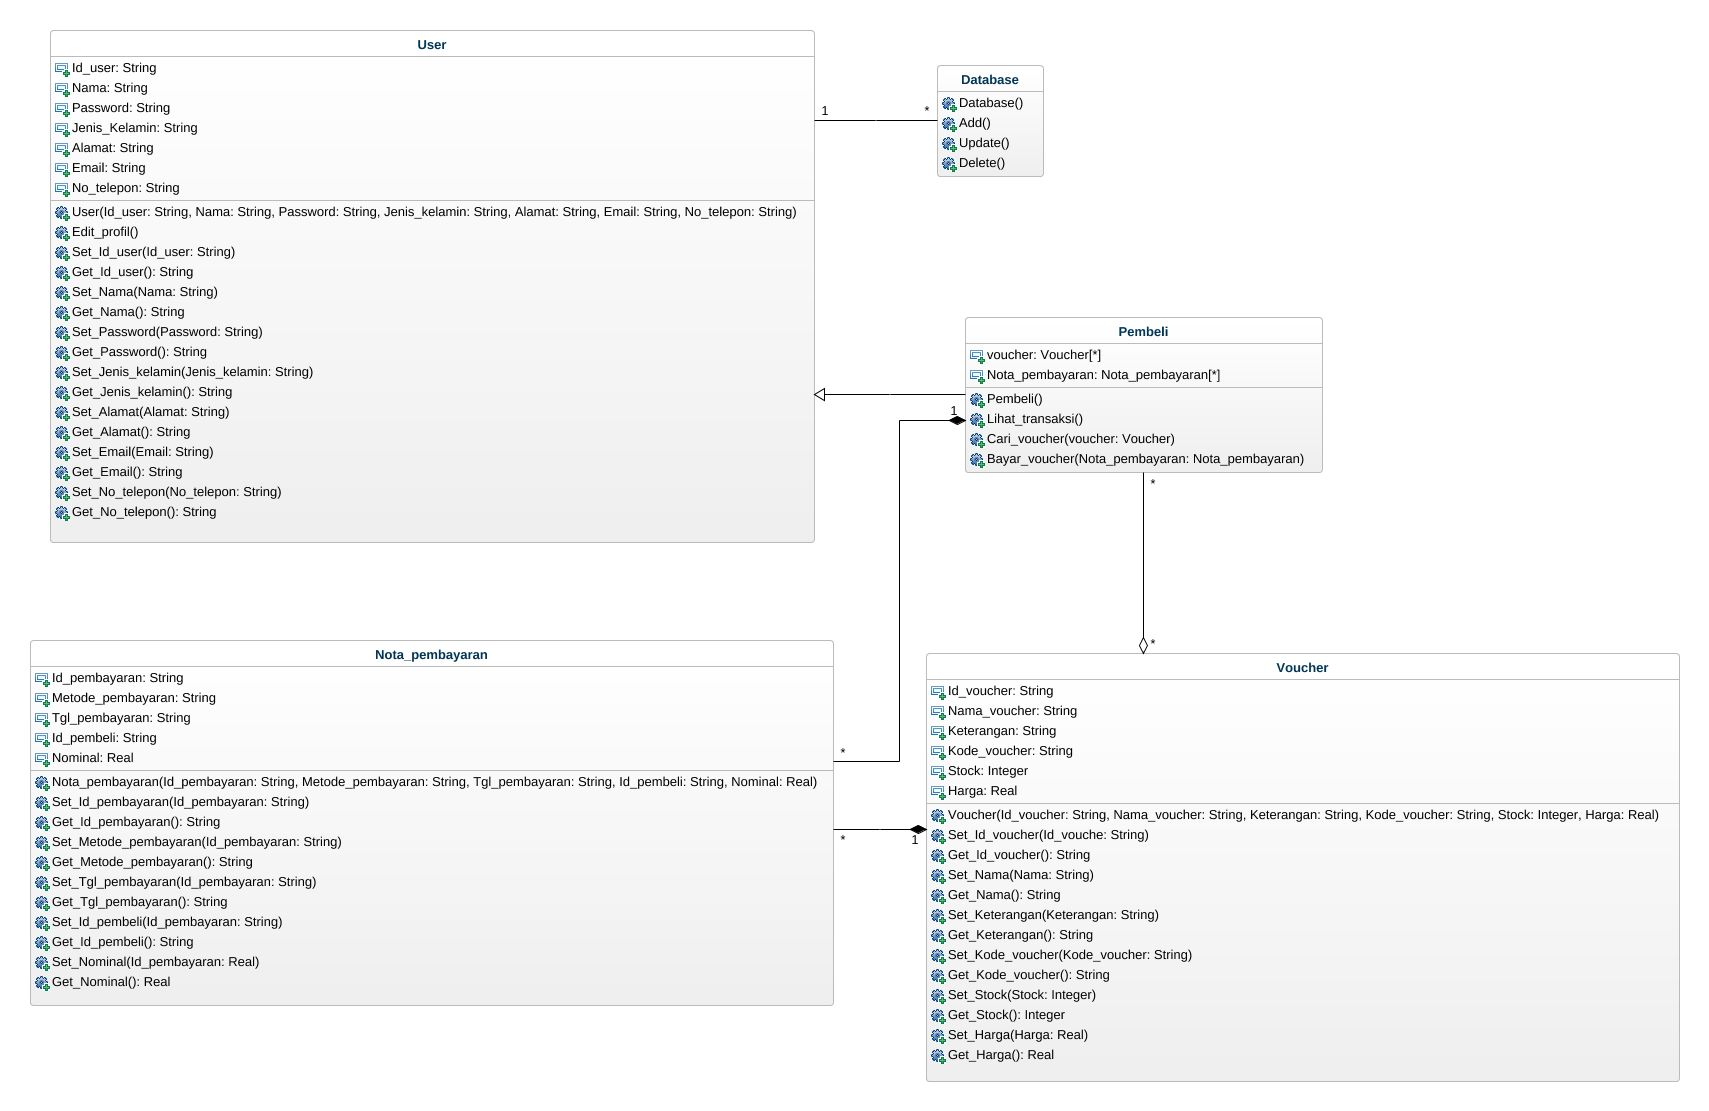 User
Id_user: String
Nama: String
Password: String
Jenis_Kelamin: String
Alamat: String
Email: String
No_telepon: String
User(Id_user: String, Nama: String, Password: String, Jenis_kelamin: String, Alamat: String, Email: String, No_telepon: String)
Edit_profil()
Set_Id_user(Id_user: String)
Get_Id_user(): String
Set_Nama(Nama: String)
Get_Nama(): String
Set_Password(Password: String)
Get_Password(): String
Set_Jenis_kelamin(Jenis_kelamin: String)
Get_Jenis_kelamin(): String
Set_Alamat(Alamat: String)
Get_Alamat(): String
Set_Email(Email: String)
Get_Email(): String
Set_No_telepon(No_telepon: String)
Get_No_telepon(): String
1
*
Database
Database()
Add()
Update()
Delete()
Pembeli
voucher: Voucher[*]
Nota_pembayaran: Nota_pembayaran[*]
Pembeli()
Lihat_transaksi()
Cari_voucher(voucher: Voucher)
Bayar_voucher(Nota_pembayaran: Nota_pembayaran)
1
*
*
Nota_pembayaran
Id_pembayaran: String
Metode_pembayaran: String
Tgl_pembayaran: String
Id_pembeli: String
Nominal: Real
Nota_pembayaran(Id_pembayaran: String, Metode_pembayaran: String, Tgl_pembayaran: String, Id_pembeli: String, Nominal: Real)
Set_Id_pembayaran(Id_pembayaran: String)
Get_Id_pembayaran(): String
Set_Metode_pembayaran(Id_pembayaran: String)
Get_Metode_pembayaran(): String
Set_Tgl_pembayaran(Id_pembayaran: String)
Get_Tgl_pembayaran(): String
Set_Id_pembeli(Id_pembayaran: String)
Get_Id_pembeli(): String
Set_Nominal(Id_pembayaran: Real)
Get_Nominal(): Real
*
*
1
Voucher
Id_voucher: String
Nama_voucher: String
Keterangan: String
Kode_voucher: String
Stock: Integer
Harga: Real
Voucher(Id_voucher: String, Nama_voucher: String, Keterangan: String, Kode_voucher: String, Stock: Integer, Harga: Real)
Set_Id_voucher(Id_vouche: String)
Get_Id_voucher(): String
Set_Nama(Nama: String)
Get_Nama(): String
Set_Keterangan(Keterangan: String)
Get_Keterangan(): String
Set_Kode_voucher(Kode_voucher: String)
Get_Kode_voucher(): String
Set_Stock(Stock: Integer)
Get_Stock(): Integer
Set_Harga(Harga: Real)
Get_Harga(): Real